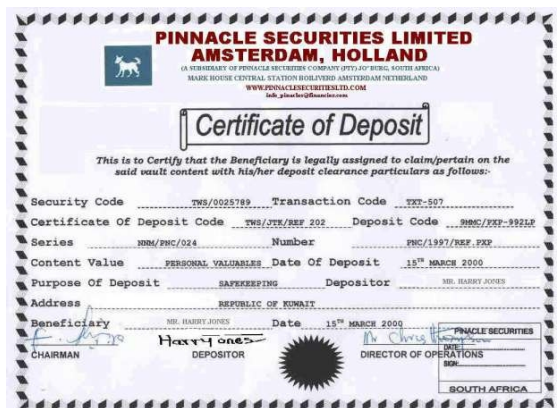 PINNACLE SECURITIES LIMITED
AMSTERDAM, HOLLAND
(A SUBSIDIARY OF PINNACLE SECURITIES COMPANY (PTY) JO' BURG, SOUTH AFRICA)
MARK HOUSE CENTRAL STATION HOILIVERD AMSTERDAM NETHERLAND
WWW.PINNACLESECURITIESLTD.COM
info_pinacles@financier.com
Certificate of Deposit
This is to Certify that the Beneficiary is legally assigned to claim/pertain on the
said vault content with his/her deposit clearance particulars as follows:-
Security Code TWS/0025789 Transaction Code TXT-507
Certificate Of Deposit Code TWS/JTK/REF 202 Deposit Code 9HMC/PXP-992LP
Series NNM/PNC/024 Number PNC/1997/REF.PXP
Content Value PERSONAL VALUABLES Date Of Deposit 15TH MARCH 2000
Purpose Of Deposit SAFEKEEPING Depositor MR. HARRY JONES
Address REPUBLIC OF KUWAIT
Beneficiary MR. HARRY JONES Date 15TH MARCH 2000
Harry ones
CHAIRMAN DEPOSITOR DIRECTOR OF OPERATIONS
PINACLE SECURITIES
DATE:
SIGN:
SOUTH AFRICA